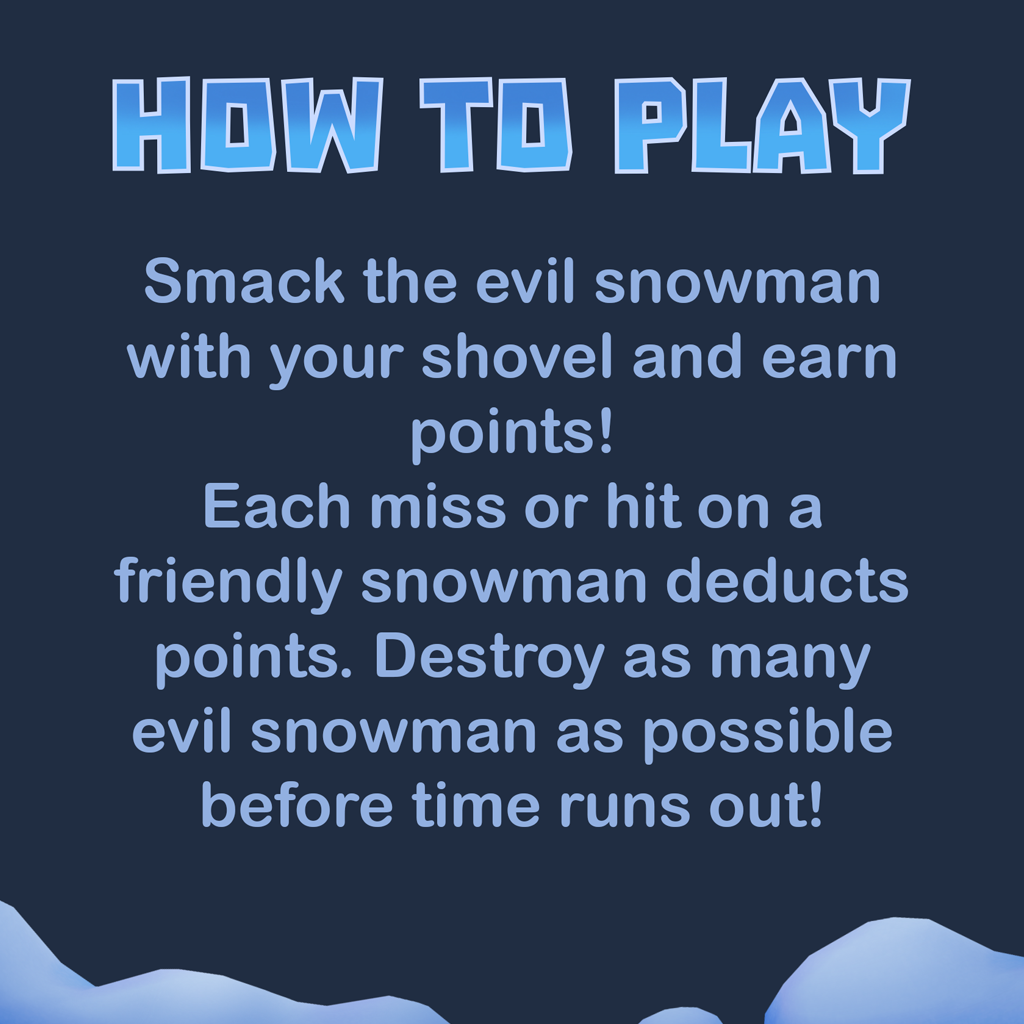 HOW TO PLAY
Smack the evil snowman
with your shovel and earn
points!
Each miss or hit on a
friendly snowman deducts
points. Destroy as many
evil snowman as possible
before time runs out!